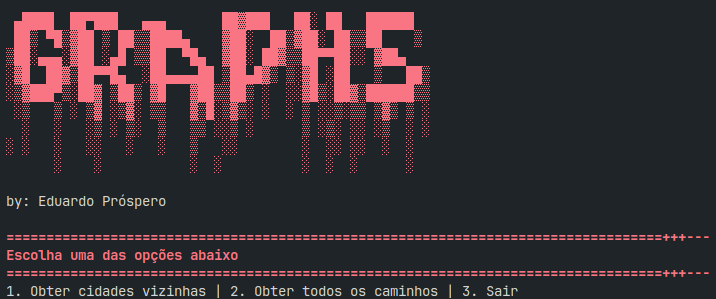 GRAPHS
by: Eduardo Próspero
==================================================================================+++---
Escolha uma das opções abaixo
==================================================================================+++---
1. Obter cidades vizinhas | 2. Obter todos os caminhos | 3. Sair